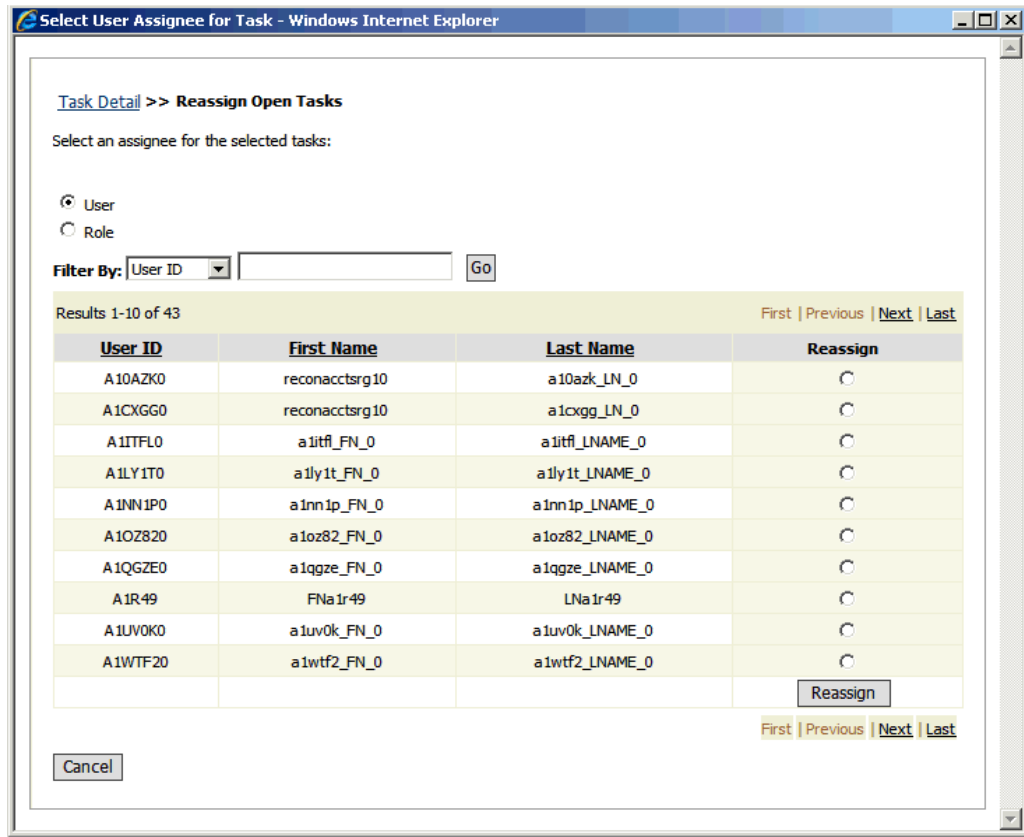 Select User Assignee for Task - Windows Internet Explorer
Task Detail >> Reassign Open Tasks
Select an assignee for the selected tasks:
User
Role
Filter By: User ID Go
Results 1-10 of 43 First | Previous | Next | Last
User ID First Name Last Name Reassign
A10AZK0 reconacctsrg10 a10azk_LN_0
A1CXGG0 reconacctsrg10 a1cxgg_LN_0
A1ITFL0 a1itfl_FN_0 a1itfl_LNAME_0
A1LY1T0 a1ly1t_FN_0 a1ly1t_LNAME_0
A1NN1P0 a1nn1p_FN_0 a1nn1p_LNAME_0
A1OZ820 a1oz82_FN_0 a1oz82_LNAME_0
A1QGZE0 a1qgze_FN_0 a1qgze_LNAME_0
A1R49 FNa1r49 LNa1r49
A1UV0K0 a1uv0k_FN_0 a1uv0k_LNAME_0
A1WTF20 a1wtf2_FN_0 a1wtf2_LNAME_0
Reassign
First | Previous | Next | Last
Cancel